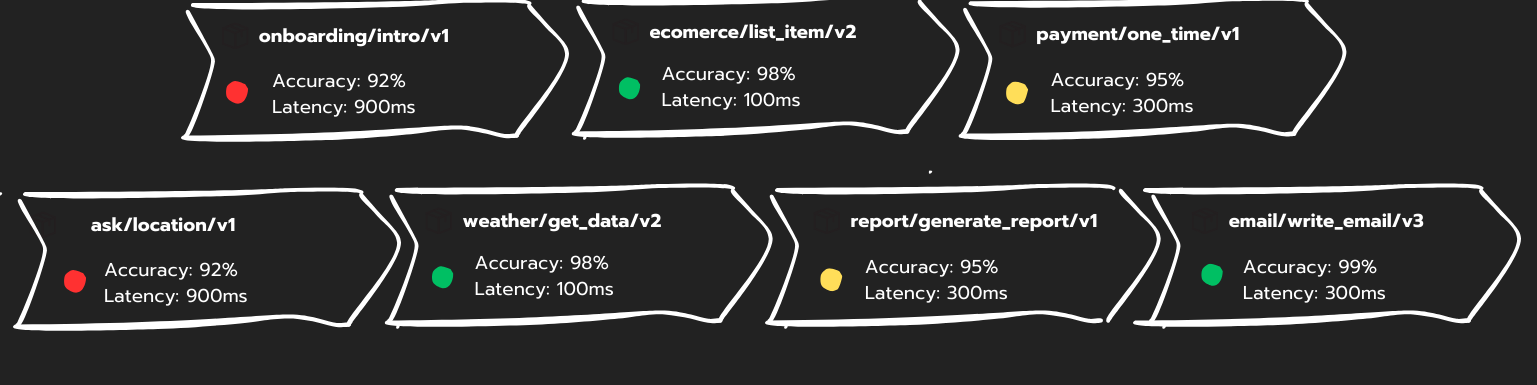 onboarding/intro/v1
Accuracy: 92%
Latency: 900ms
ecomerce/list_item/v2
Accuracy: 98%
Latency: 100ms
payment/one_time/v1
Accuracy: 95%
Latency: 300ms
ask/location/v1
Accuracy: 92%
Latency: 900ms
weather/get_data/v2
Accuracy: 98%
Latency: 100ms
report/generate_report/v1
Accuracy: 95%
Latency: 300ms
email/write_email/v3
Accuracy: 99%
Latency: 300ms